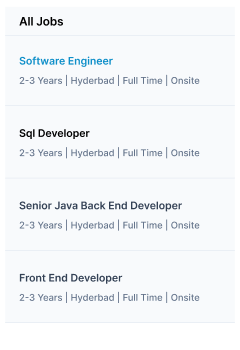 All Jobs
Software Engineer
2-3 Years | Hyderbad | Full Time | Onsite
Sql Developer
2-3 Years | Hyderbad | Full Time | Onsite
Senior Java Back End Developer
2-3 Years | Hyderbad | Full Time | Onsite
Front End Developer
2-3 Years | Hyderbad | Full Time | Onsite